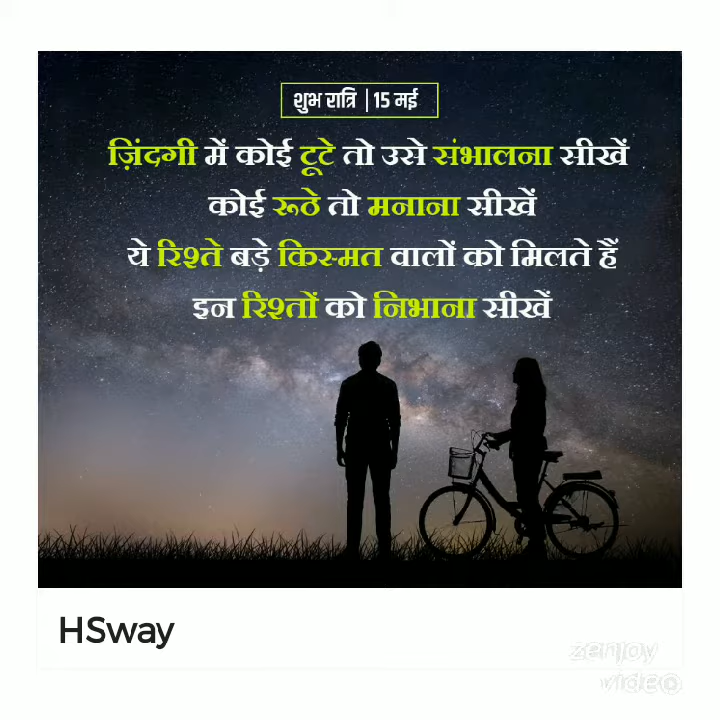 शुभ रात्रि | 15 मई
ज़िंदगी में कोई टूटे तो उसे संभालना सीखें
कोई रूठे तो मनाना सीखें
ये रिश्ते बड़े किस्मत वालों को मिलते हैं
इन रिश्तों को निभाना सीखें
HSway
zenjoy
video